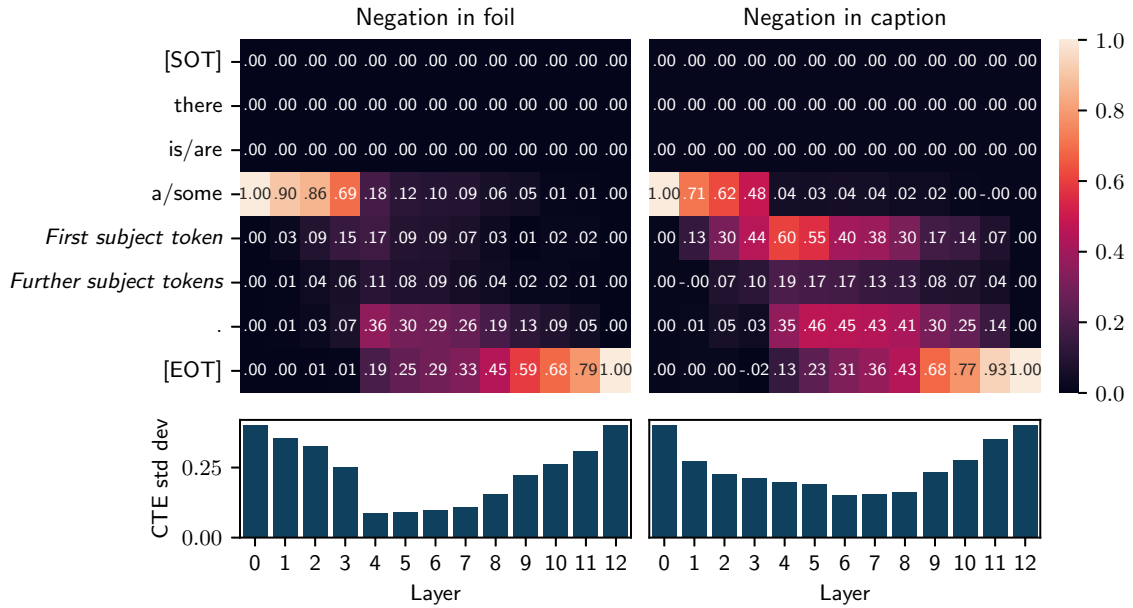 Negation in foil Negation in caption
[SOT] .00 .00 .00 .00 .00 .00 .00 .00 .00 .00 .00 .00 .00 .00 .00 .00 .00 .00 .00 .00 .00 .00 .00 .00 .00 .00 1.0
there .00 .00 .00 .00 .00 .00 .00 .00 .00 .00 .00 .00 .00 .00 .00 .00 .00 .00 .00 .00 .00 .00 .00 .00 .00 .00 0.8
is/are .00 .00 .00 .00 .00 .00 .00 .00 .00 .00 .00 .00 .00 .00 .00 .00 .00 .00 .00 .00 .00 .00 .00 .00 .00 .00
a/some 1.00 .90 .86 .69 .18 .12 .10 .09 .06 .05 .01 .01 .00 1.00 .71 .62 .48 .04 .03 .04 .04 .02 .02 .00 -.00 .00 0.6
First subject token .00 .03 .09 .15 .17 .09 .09 .07 .03 .01 .02 .02 .00 .00 .13 .30 .44 .60 .55 .40 .38 .30 .17 .14 .07 .00 0.4
Further subject tokens .00 .01 .04 .06 .11 .08 .09 .06 .04 .02 .02 .01 .00 .00 -.00 .07 .10 .19 .17 .17 .13 .13 .08 .07 .04 .00
. .00 .01 .03 .07 .36 .30 .29 .26 .19 .13 .09 .05 .00 .00 .01 .05 .03 .35 .46 .45 .43 .41 .30 .25 .14 .00 0.2
[EOT] .00 .00 .01 .01 .19 .25 .29 .33 .45 .59 .68 .79 1.00 .00 .00 .00 -.02 .13 .23 .31 .36 .43 .68 .77 .93 1.00 0.0
CTE std dev
0.25
0.00
0 1 2 3 4 5 6 7 8 9 10 11 12 0 1 2 3 4 5 6 7 8 9 10 11 12
Layer Layer